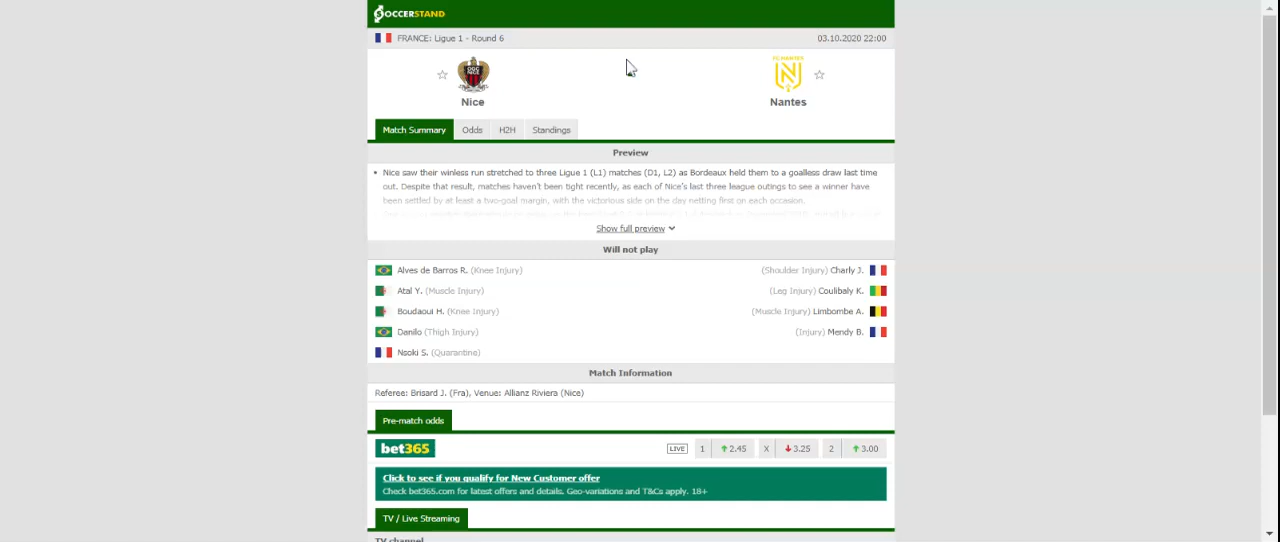 SOCCERSTAND
FRANCE: Ligue 1 - Round 6 03.10.2020 22:00
OGC NICE
FC NANTES
Nice Nantes
Match Summary Odds H2H Standings
Preview
• Nice saw their winless run stretched to three Ligue 1 (L1) matches (D1, L2) as Bordeaux held them to a goalless draw last time
out. Despite that result, matches haven't been tight recently, as each of Nice's last three league outings to see a winner have
been settled by at least a two-goal margin, with the victorious side on the day netting first on each occasion.
Show full preview
Will not play
Alves de Barros R. (Knee Injury) (Shoulder Injury) Charly J.
Atal Y. (Muscle Injury) (Leg Injury) Coulibaly K.
Boudaoui H. (Knee Injury) (Muscle Injury) Limbombe A.
Danilo (Thigh Injury) (Injury) Mendy B.
Nsoki S. (Quarantine)
Match Information
Referee: Brisard J. (Fra), Venue: Allianz Riviera (Nice)
Pre-match odds
bet365 LIVE 1 2.45 X 3.25 2 3.00
Click to see if you qualify for New Customer offer
Check bet365.com for latest offers and details. Geo-variations and T&Cs apply. 18+
TV / Live Streaming
TV channel